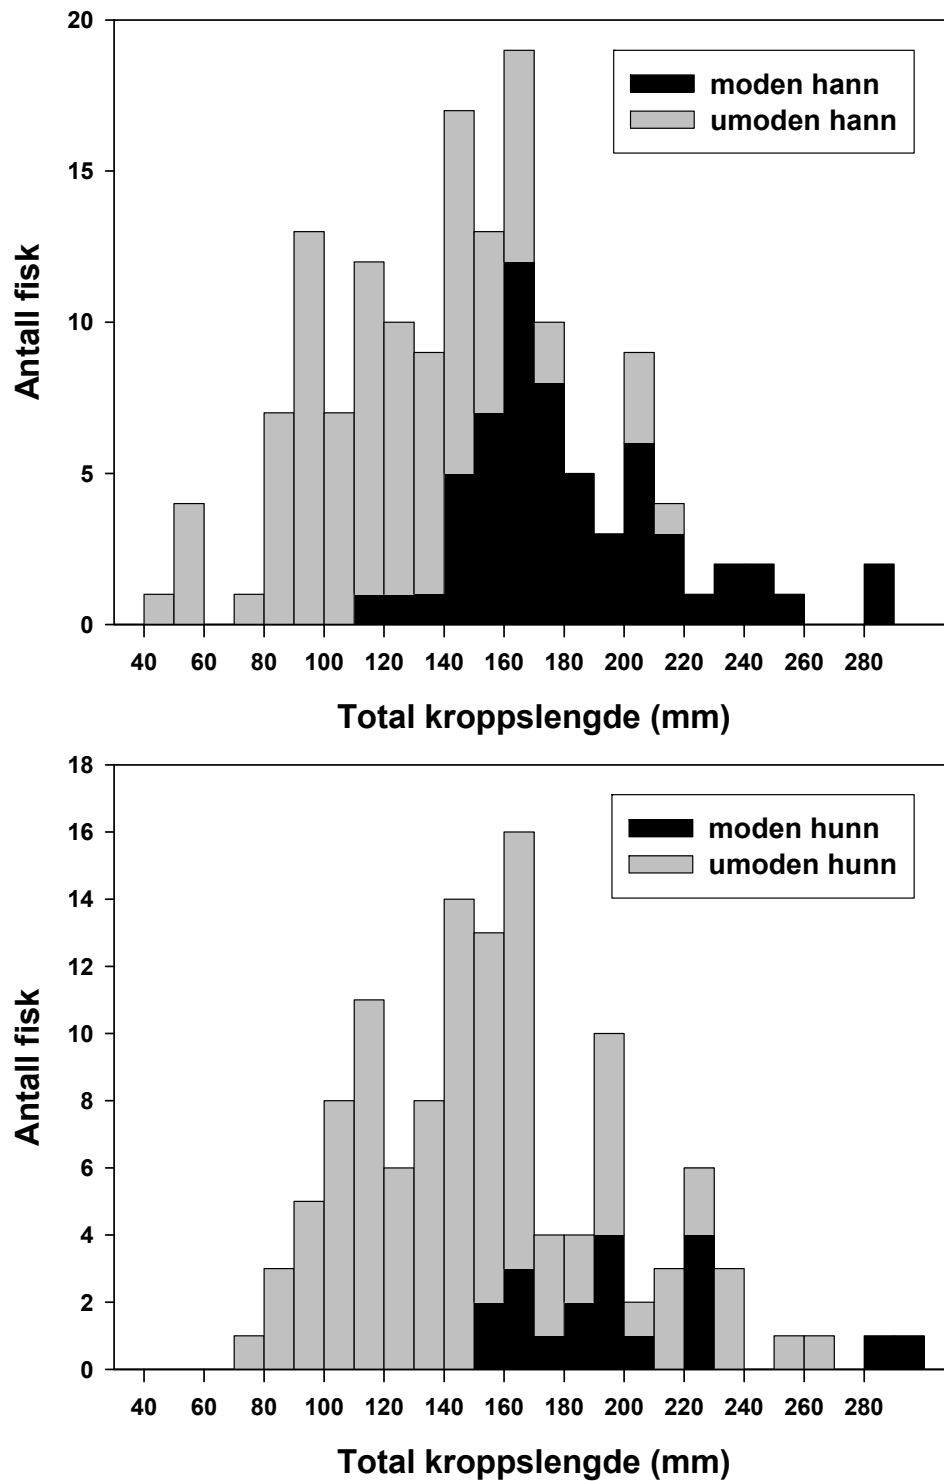 20
15
10
5
0
Antall fisk
moden hann
umoden hann
40 60 80 100 120 140 160 180 200 220 240 260 280
Total kroppslengde (mm)
18
16
14
12
10
8
6
4
2
0
Antall fisk
moden hunn
umoden hunn
40 60 80 100 120 140 160 180 200 220 240 260 280
Total kroppslengde (mm)